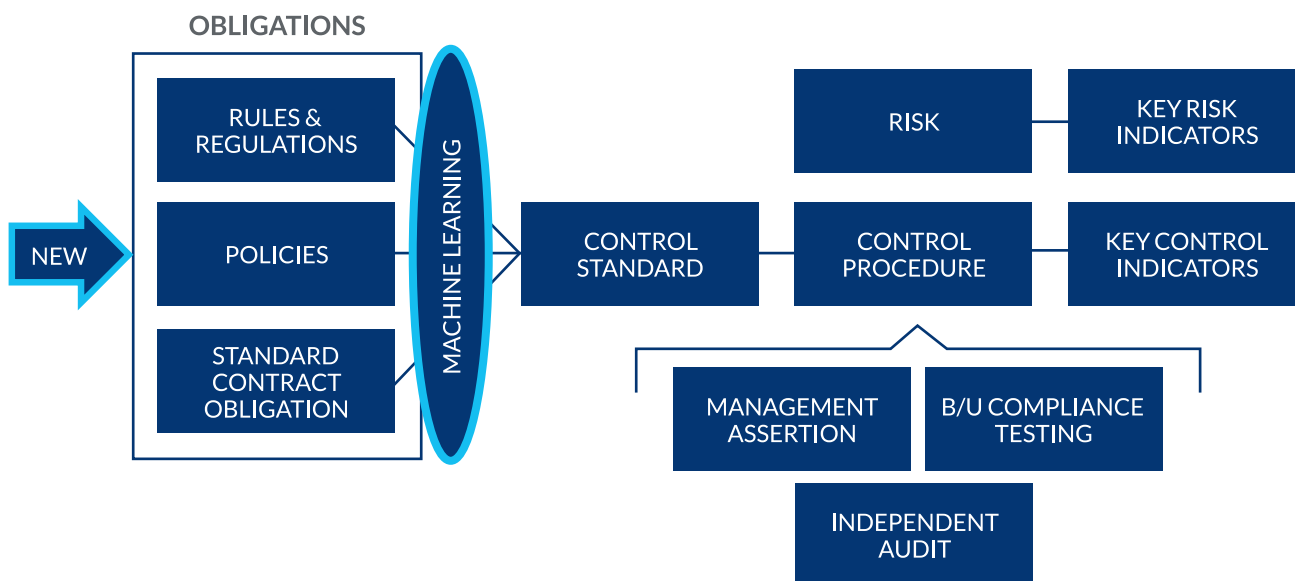 OBLIGATIONS
RULES &
REGULATIONS
NEW
POLICIES
STANDARD
CONTRACT
OBLIGATION
MACHINE LEARNING
CONTROL
STANDARD
RISK
KEY RISK
INDICATORS
CONTROL
PROCEDURE
KEY CONTROL
INDICATORS
MANAGEMENT
ASSERTION
B/U COMPLIANCE
TESTING
INDEPENDENT
AUDIT